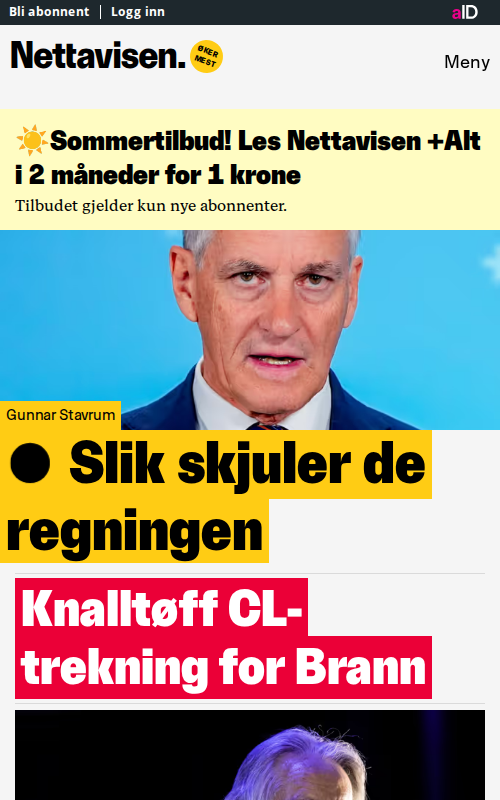 Bli abonnent | Logg inn
aID
Nettavisen.
ØKER
MEST
Meny
☀️Sommertilbud! Les Nettavisen +Alt
i 2 måneder for 1 krone
Tilbudet gjelder kun nye abonnenter.
Gunnar Stavrum
● Slik skjuler de
regningen
Knalltøff CL-
trekning for Brann